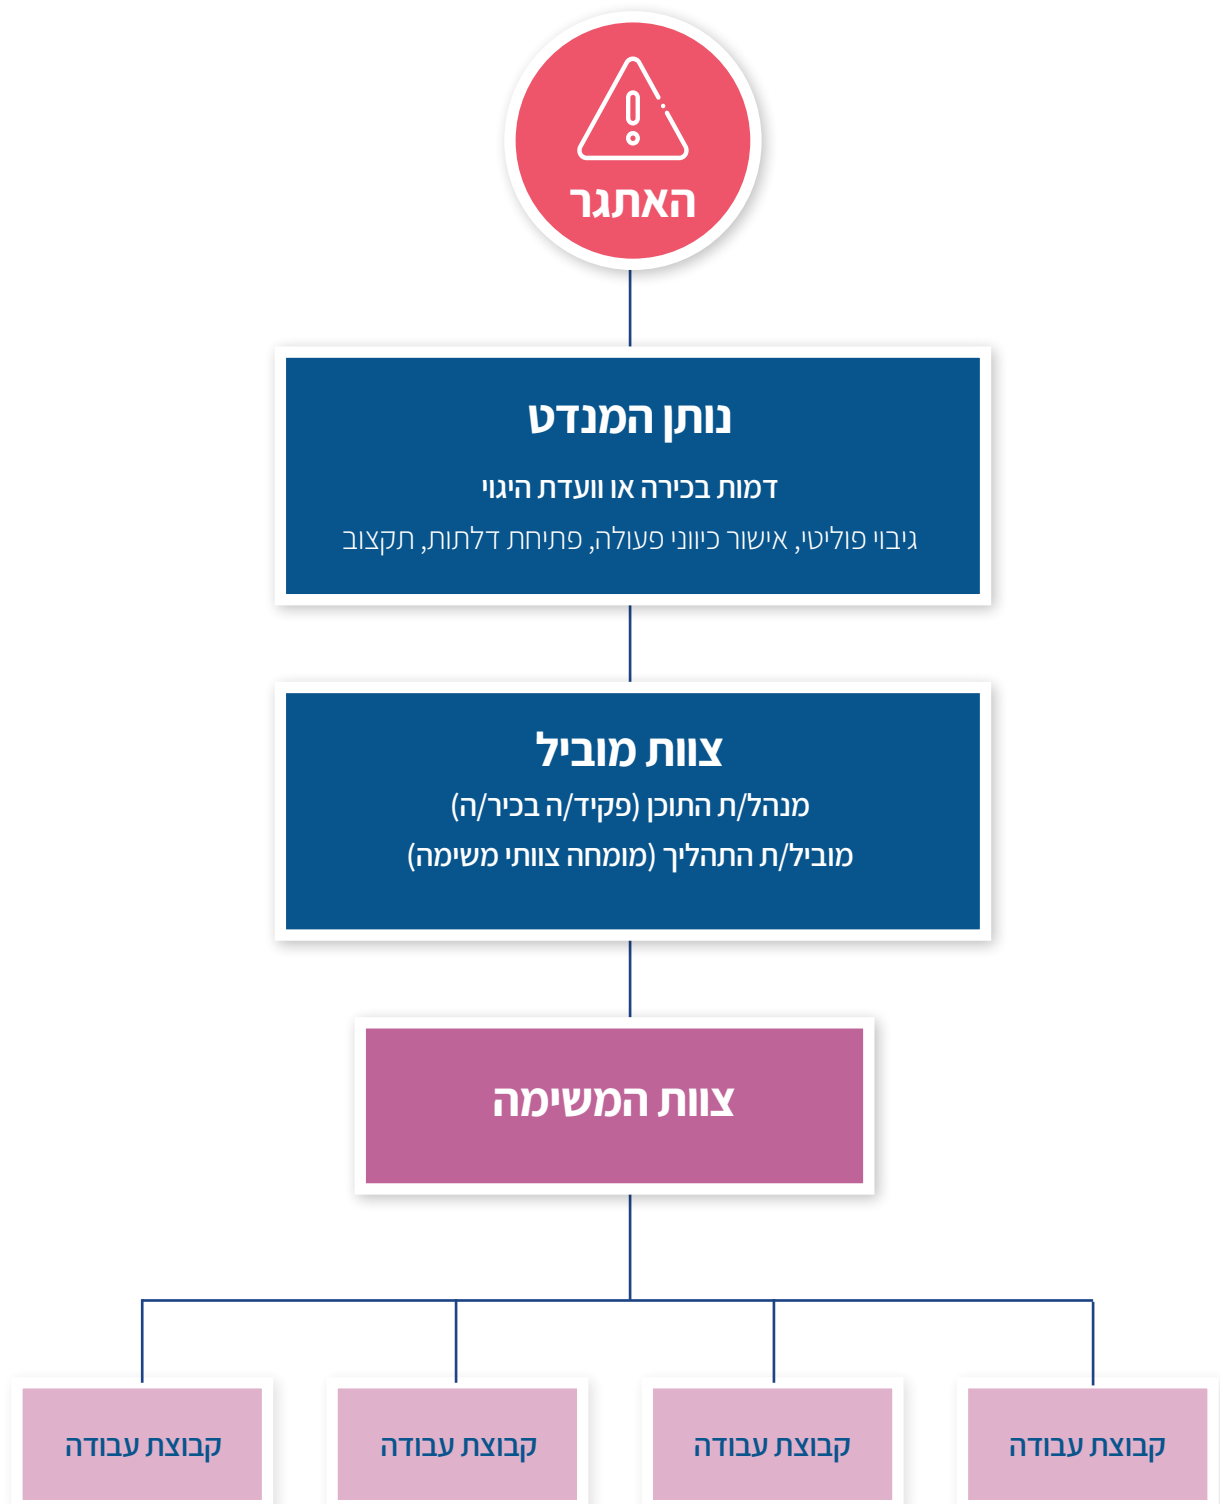 האתגר
נותן המנדט
דמות בכירה או וועדת היגוי
גיבוי פוליטי, אישור כיווני פעולה, פתיחת דלתות, תקצוב
צוות מוביל
מנהל/ת התוכן (פקיד/ה בכיר/ה)
מוביל/ת התהליך (מומחה צוותי משימה)
צוות המשימה
קבוצת עבודה
קבוצת עבודה
קבוצת עבודה
קבוצת עבודה